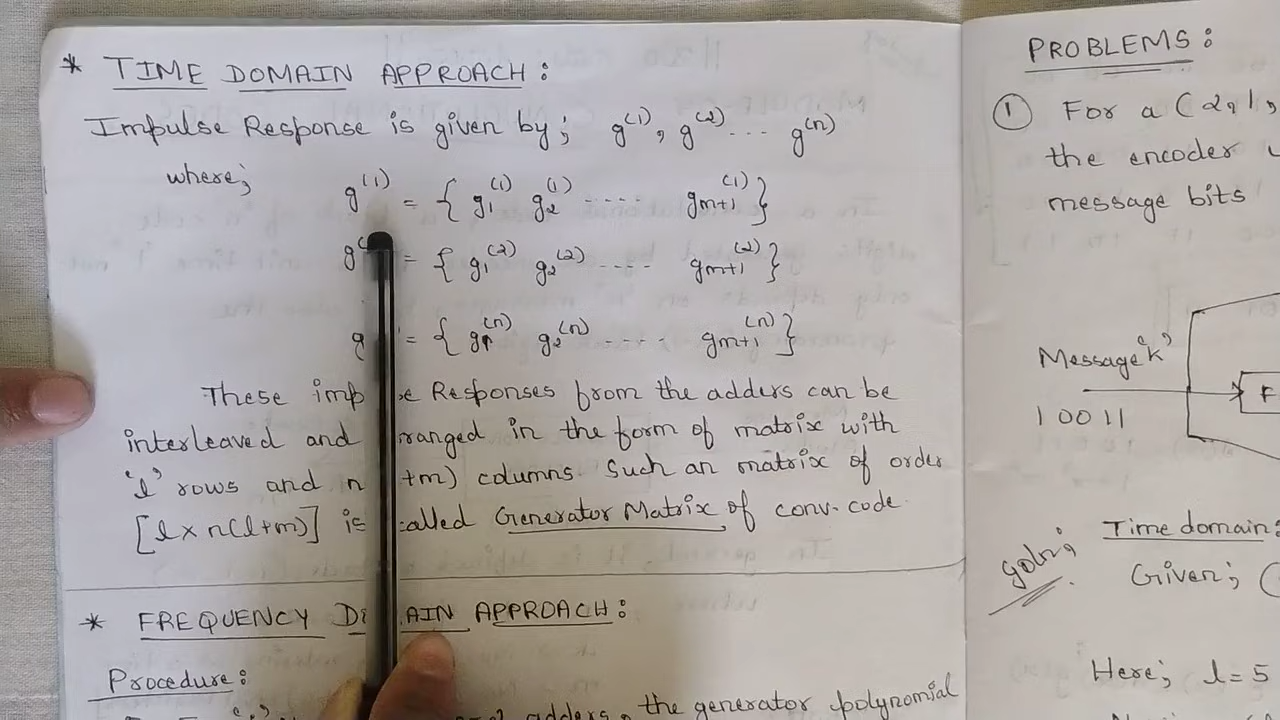 * TIME DOMAIN APPROACH:
Impulse Response is given by; g⁽¹⁾, g⁽²⁾ ... g⁽ⁿ⁾
where;
g⁽¹⁾ = { g₁⁽¹⁾ g₂⁽¹⁾ .... gₘ₊₁⁽¹⁾ }
= { g₁⁽²⁾ g₂⁽²⁾ .... gₘ₊₁⁽²⁾ }
= { g₁⁽ⁿ⁾ g₂⁽ⁿ⁾ .... gₘ₊₁⁽ⁿ⁾ }
These Responses from the adders can be
interleaved and in the form of matrix with
'l' rows and n +m) columns. Such an matrix of order
[l x n(l+m)] is called Generator Matrix of conv. code.
* FREQUENCY APPROACH:
Procedure:
adders, the generator polynomial
PROBLEMS:
① For a (2,1,
the encoder
message bits
Message 'k'
10011
F
Soln;
Time domain:
Given; (
Here; l=5